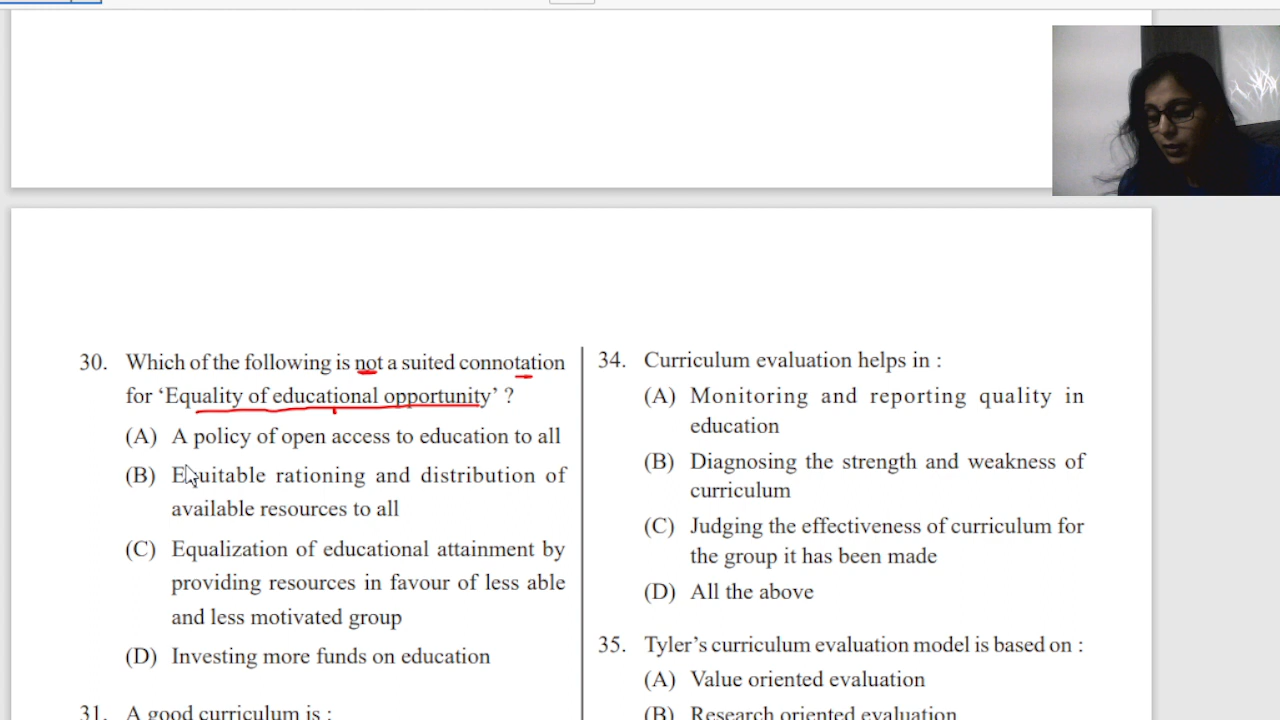 30. Which of the following is not a suited connotation
for ‘Equality of educational opportunity’ ?
(A) A policy of open access to education to all
(B) Equitable rationing and distribution of
available resources to all
(C) Equalization of educational attainment by
providing resources in favour of less able
and less motivated group
(D) Investing more funds on education
31. A good curriculum is :
34. Curriculum evaluation helps in :
(A) Monitoring and reporting quality in
education
(B) Diagnosing the strength and weakness of
curriculum
(C) Judging the effectiveness of curriculum for
the group it has been made
(D) All the above
35. Tyler’s curriculum evaluation model is based on :
(A) Value oriented evaluation
(B) Research oriented evaluation